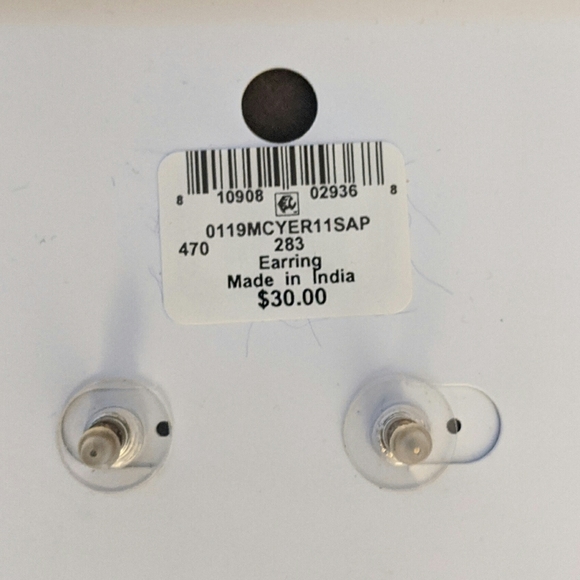 8 10908 02936 8
0119MCYER11SAP
470 283
Earring
Made in India
$30.00